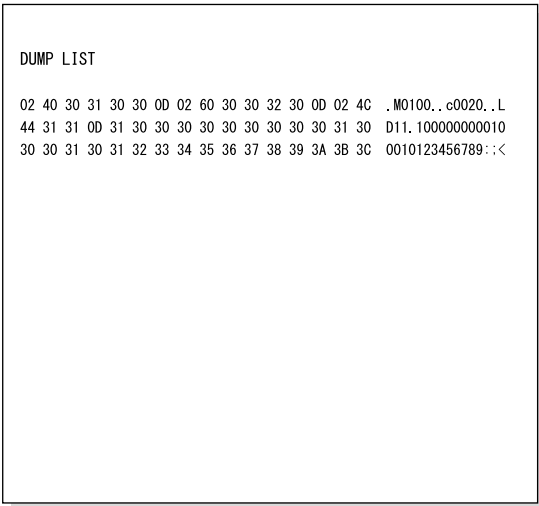 DUMP LIST
02 40 30 31 30 30 0D 02 60 30 30 32 30 0D 02 4C .M0100..c0020..L
44 31 31 0D 31 30 30 30 30 30 30 30 30 30 31 30 D11.100000000010
30 30 31 30 31 32 33 34 35 36 37 38 39 3A 3B 3C 0010123456789:;<